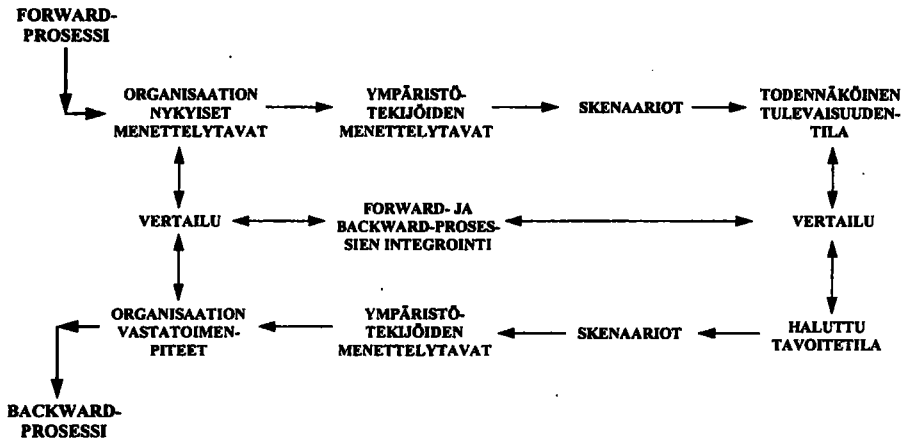 FORWARD-
PROSESSI
ORGANISAATION
NYKYISET
MENETTELYTAVAT
YMPÄRISTÖ-
TEKIJÖIDEN
MENETTELYTAVAT
SKENAARIOT
TODENNÄKÖINEN
TULEVAISUUDEN-
TILA
VERTAILU
FORWARD- JA
BACKWARD-PROSES-
SIEN INTEGROINTI
VERTAILU
ORGANISAATION
VASTATOIMEN-
PITEET
YMPÄRISTÖ-
TEKIJÖIDEN
MENETTELYTAVAT
SKENAARIOT
HALUTTU
TAVOITETILA
BACKWARD-
PROSESSI